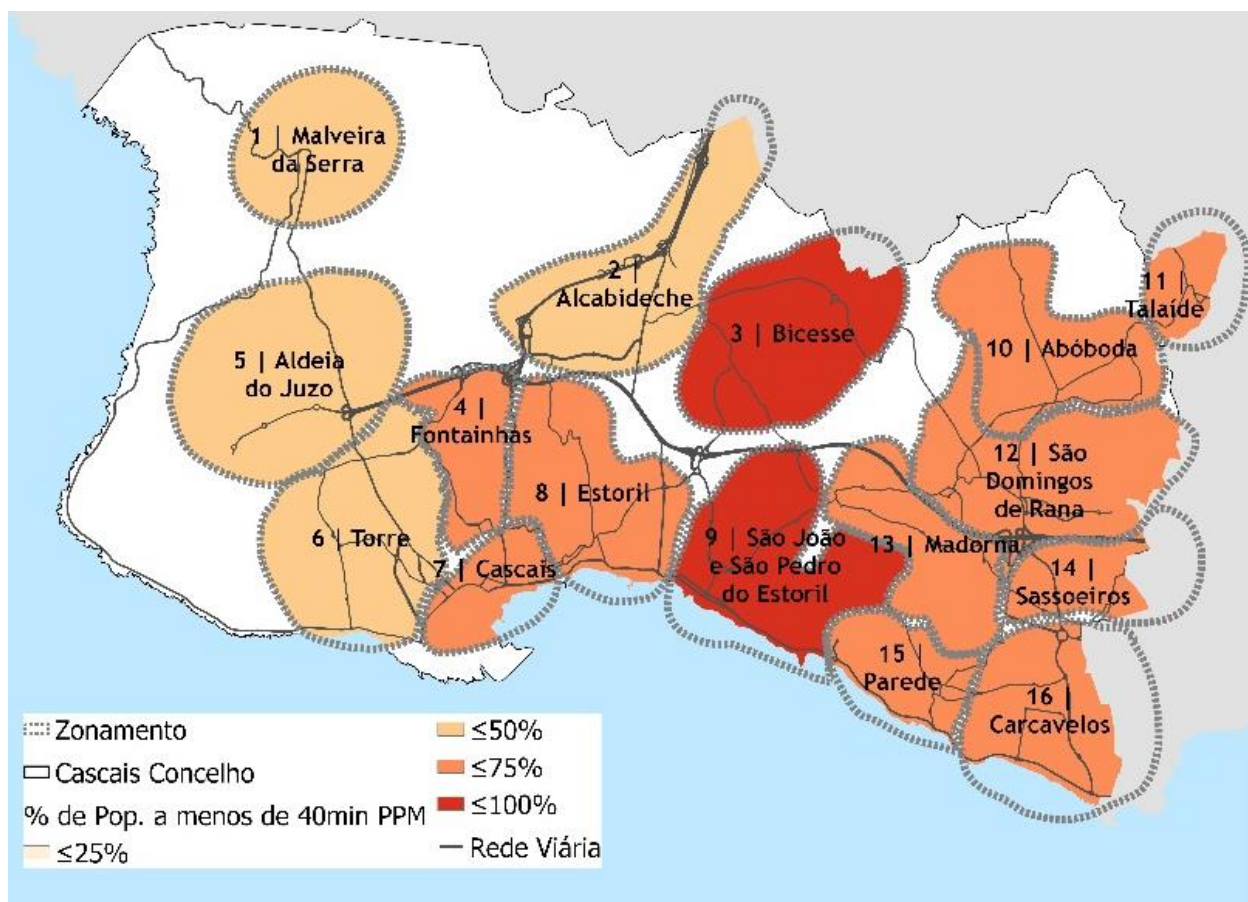 1 | Malveira
da Serra
2 |
Alcabideche
3 | Bicesse
11 |
Talaíde
10 | Abóboda
5 | Aldeia
do Juzo
4 |
Fontainhas
12 | São
Domingos
de Rana
8 | Estoril
6 | Torre
9 | São João
e São Pedro
do Estoril
13 | Madorna
7 | Cascais
14 |
Sassoeiros
15 |
Parede
16 |
Carcavelos
Zonamento
Cascais Concelho
% de Pop. a menos de 40min PPM
≤25%
≤50%
≤75%
≤100%
Rede Viária